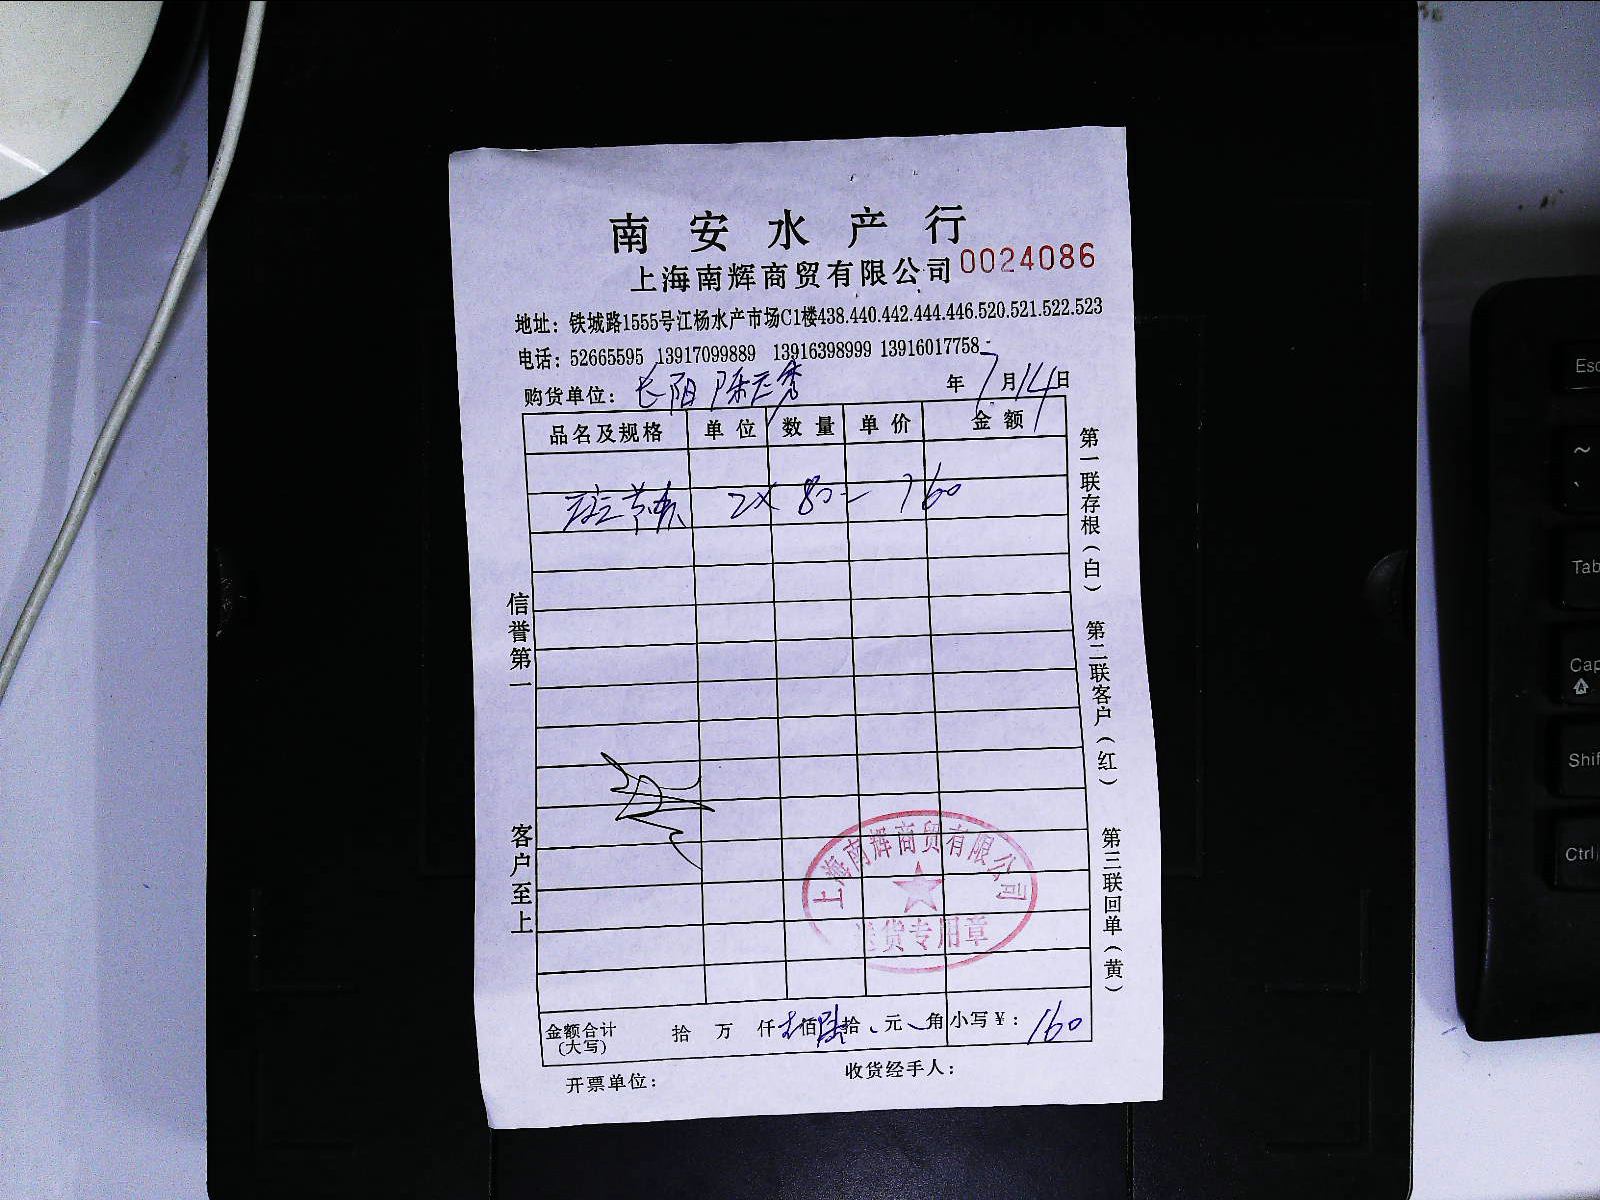 南安水产行
上海南辉商贸有限公司 0024086
地址：铁城路1555号江杨水产市场C1楼438.440.442.444.446.520.521.522.523
电话：52665595 13917099889 13916398999 13916017758
购货单位：长阳 陈 秀 年7月14日
品名及规格 单位 数量 单价 金额
2× 80 — 160
信誉第一
客户至上
第一联存根（白）
第二联客户（红）
第三联回单（黄）
上海南辉商贸有限公司
送货专用章
金额合计（大写） 拾 万 仟 壹佰陆拾 元 角 小写￥：160
开票单位： 收货经手人：
Esc
~
、
Tab
Cap
Shif
Ctrl